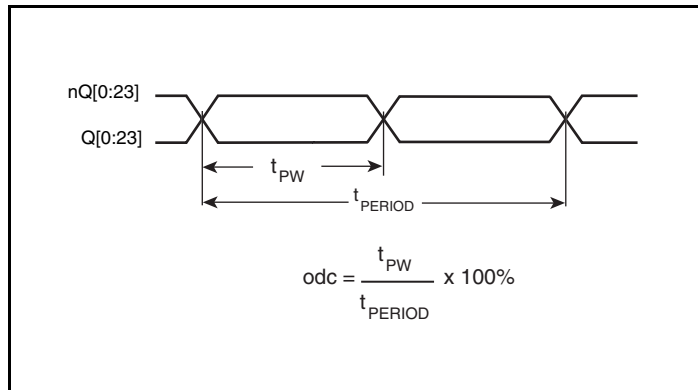 nQ[0:23]
Q[0:23]
tPW
tPERIOD
odc = tPW / tPERIOD x 100%